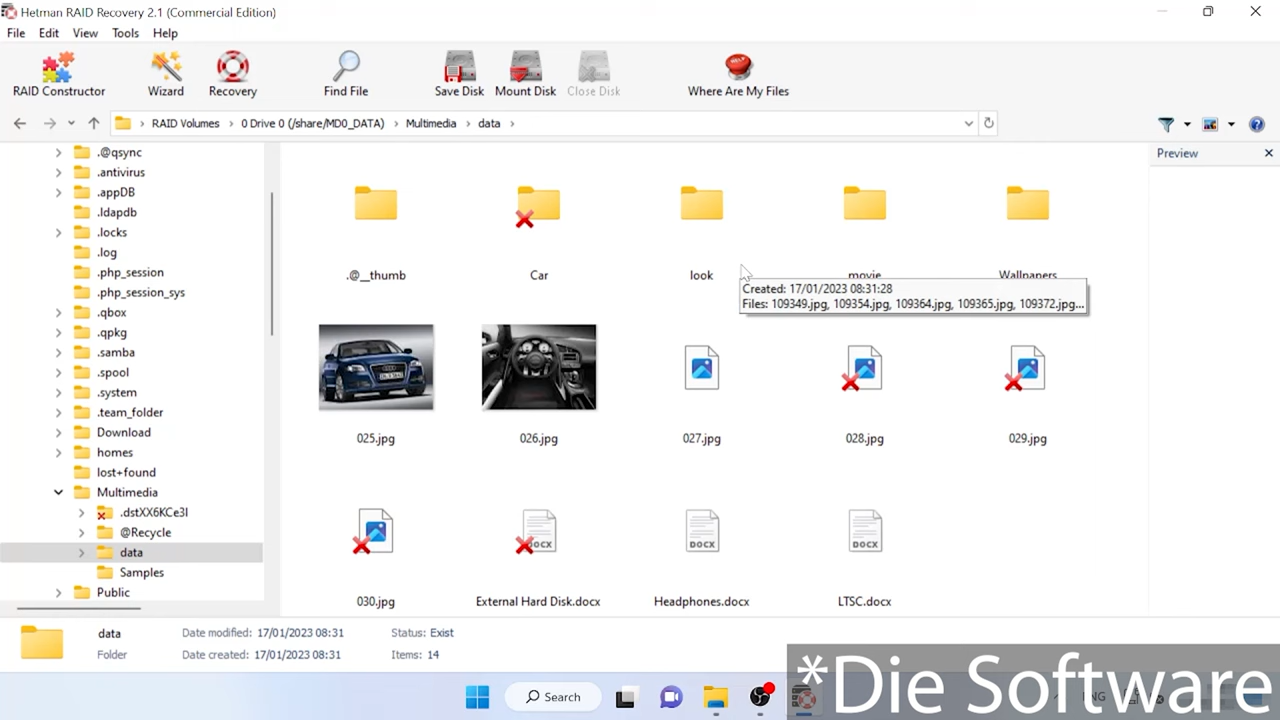 Hetman RAID Recovery 2.1 (Commercial Edition)
File Edit View Tools Help
RAID Constructor Wizard Recovery Find File Save Disk Mount Disk Close Disk Where Are My Files
RAID Volumes > 0 Drive 0 (/share/MD0_DATA) > Multimedia > data >
Preview
.@qsync
.antivirus
.appDB
.ldapdb
.locks
.log
.php_session
.php_session_sys
.qbox
.qpkg
.samba
.spool
.system
.team_folder
Download
homes
lost+found
Multimedia
.dstXX6KCe3I
@Recycle
data
Samples
Public
.@__thumb Car look movie Wallpapers
Created: 17/01/2023 08:31:28
Files: 109349.jpg, 109354.jpg, 109364.jpg, 109365.jpg, 109372.jpg...
025.jpg 026.jpg 027.jpg 028.jpg 029.jpg
DOCX DOCX DOCX
030.jpg External Hard Disk.docx Headphones.docx LTSC.docx
data Date modified: 17/01/2023 08:31 Status: Exist
Folder Date created: 17/01/2023 08:31 Items: 14
Search
ENG
*Die Software